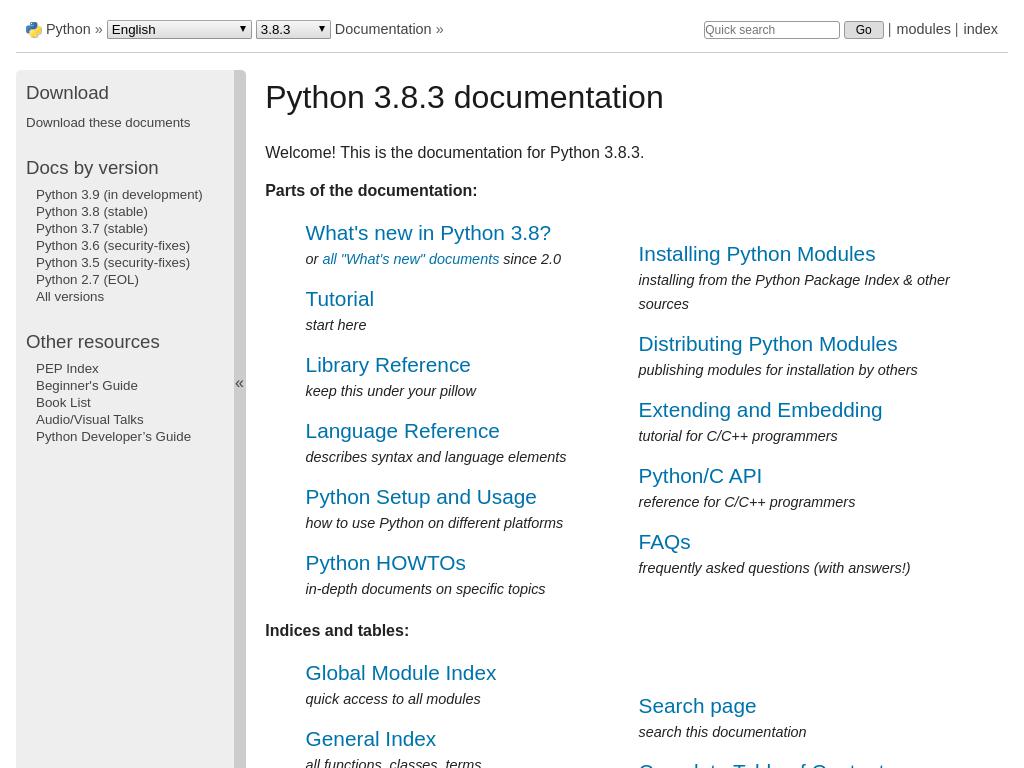 Python » English 3.8.3 Documentation » Quick search Go | modules | index
Download
Download these documents
Docs by version
Python 3.9 (in development)
Python 3.8 (stable)
Python 3.7 (stable)
Python 3.6 (security-fixes)
Python 3.5 (security-fixes)
Python 2.7 (EOL)
All versions
Other resources
PEP Index
Beginner's Guide
Book List
Audio/Visual Talks
Python Developer’s Guide
«
Python 3.8.3 documentation
Welcome! This is the documentation for Python 3.8.3.
Parts of the documentation:
What's new in Python 3.8?
or all "What's new" documents since 2.0
Tutorial
start here
Library Reference
keep this under your pillow
Language Reference
describes syntax and language elements
Python Setup and Usage
how to use Python on different platforms
Python HOWTOs
in-depth documents on specific topics
Installing Python Modules
installing from the Python Package Index & other
sources
Distributing Python Modules
publishing modules for installation by others
Extending and Embedding
tutorial for C/C++ programmers
Python/C API
reference for C/C++ programmers
FAQs
frequently asked questions (with answers!)
Indices and tables:
Global Module Index
quick access to all modules
General Index
all functions, classes, terms
Search page
search this documentation